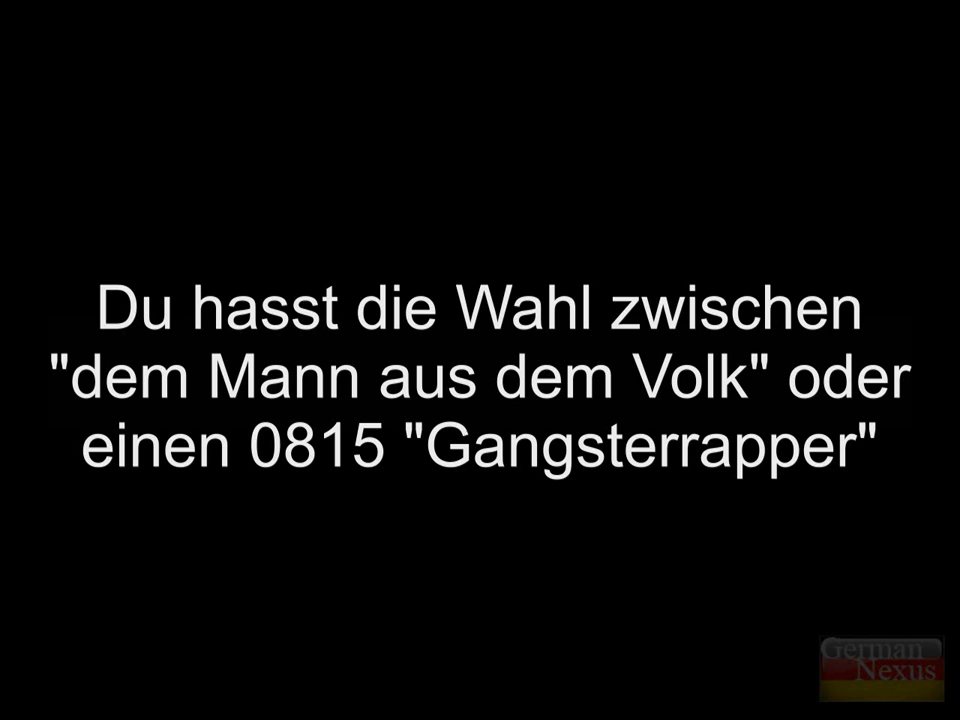 Du hasst die Wahl zwischen
"dem Mann aus dem Volk" oder
einen 0815 "Gangsterrapper"
German
Nexus